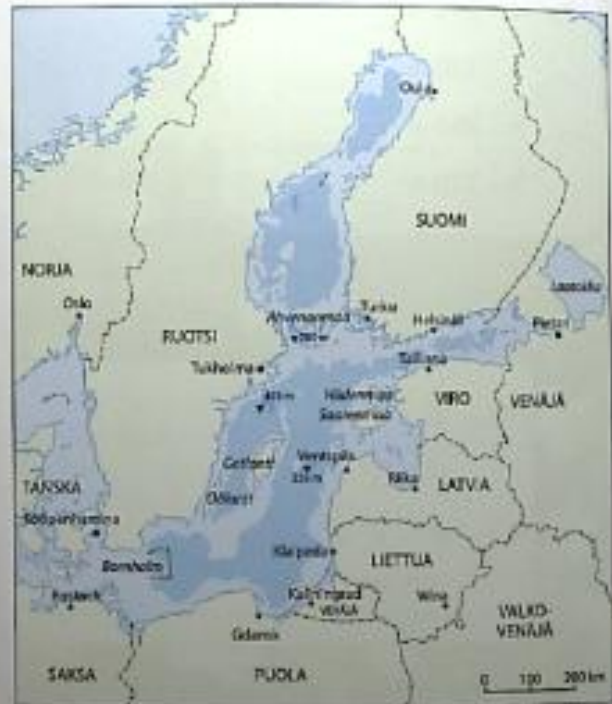 Oulu
SUOMI
NORJA
Laatokka
Oslo
Ahvenanmaa
Turku
Helsinki
Pietari
RUOTSI
Tukholma
Tallinna
Hiidenmaa
Saarenmaa
VIRO
VENÄJÄ
Gotlanti
Ventspils
TANSKA
Öölanti
Riika
LATVIA
Kööpenhamina
Bornholm
Klaipeda
LIETTUA
Rostock
Kaliningrad
VENÄJÄ
Vilna
VALKO-
VENÄJÄ
Gdansk
SAKSA
PUOLA
0 100 200 km